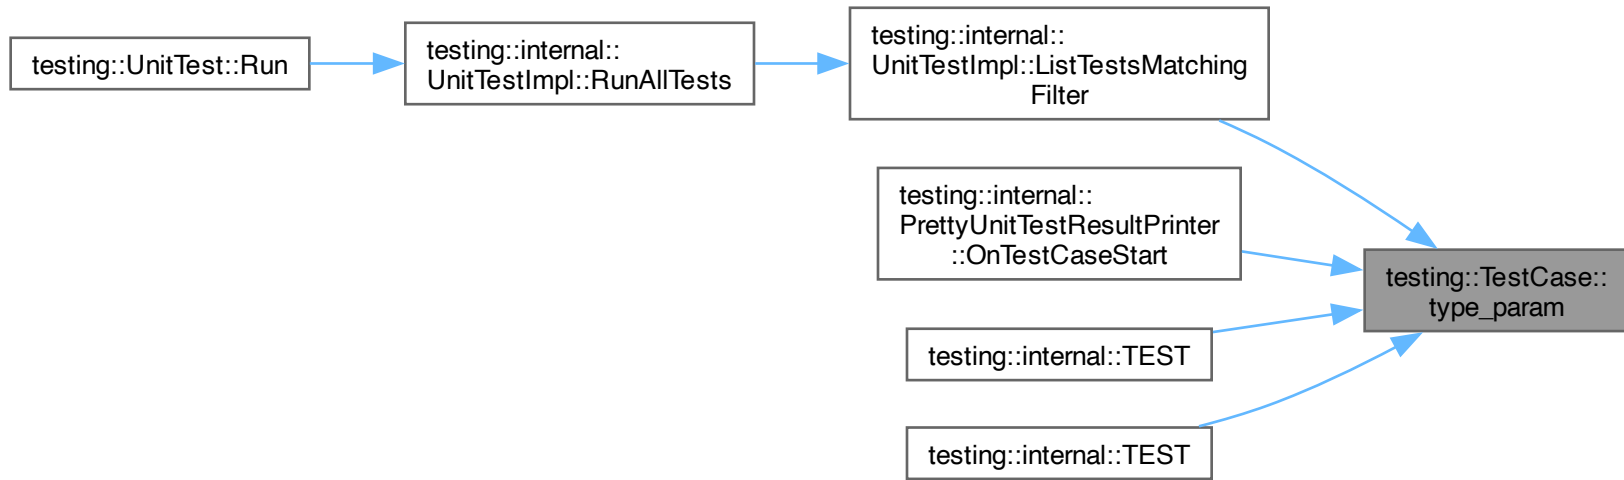 testing::UnitTest::Run
testing::internal::
UnitTestImpl::RunAllTests
testing::internal::
UnitTestImpl::ListTestsMatching
Filter
testing::internal::
PrettyUnitTestResultPrinter
::OnTestCaseStart
testing::internal::TEST
testing::internal::TEST
testing::TestCase::
type_param